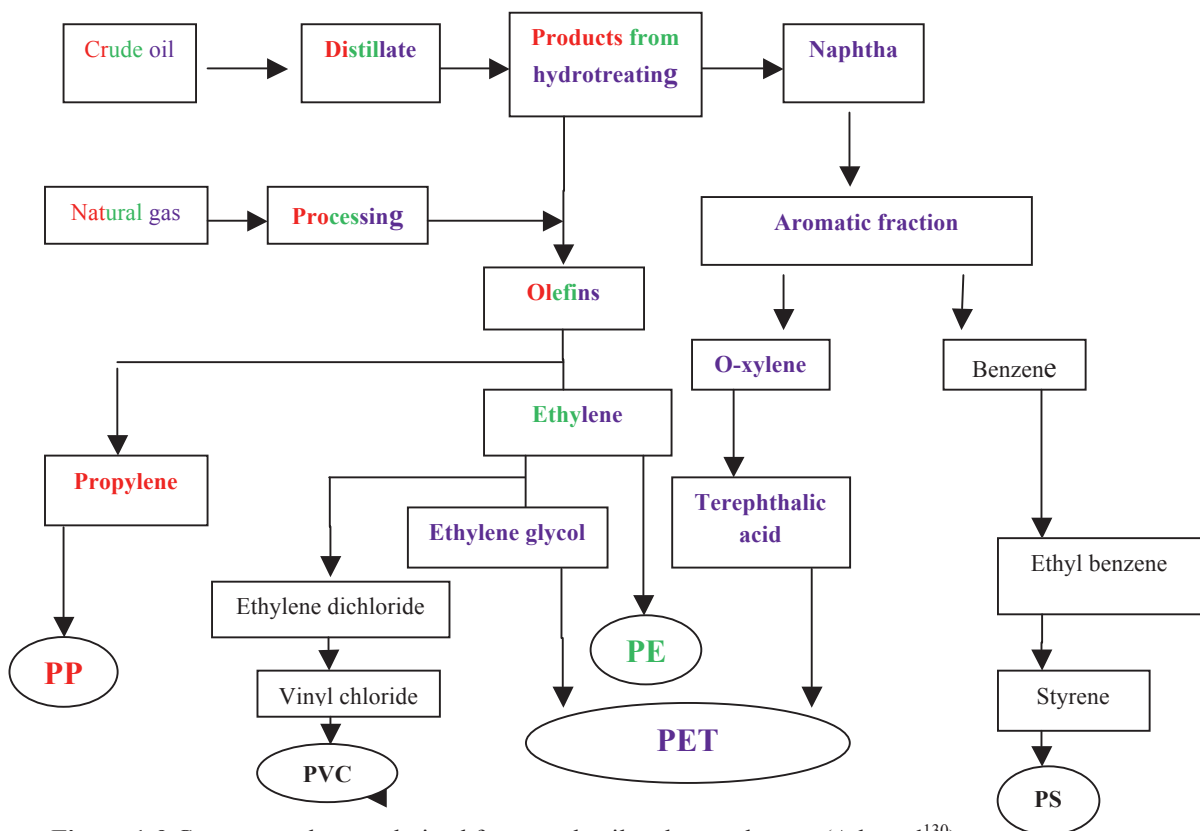 Crude oil
Distillate
Products from
hydrotreating
Naphtha
Natural gas
Processing
Aromatic fraction
Olefins
O-xylene
Benzene
Ethylene
Propylene
Terephthalic
acid
Ethylene glycol
Ethyl benzene
Ethylene dichloride
PE
PP
Vinyl chloride
Styrene
PET
PVC
PS